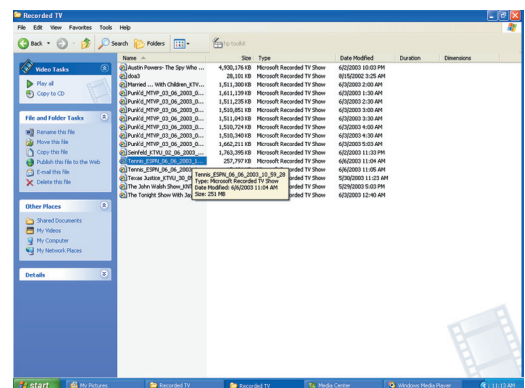 Recorded TV
File Edit View Favorites Tools Help
Back Search Folders
Name Size Type Date Modified Duration Dimensions
Video Tasks
Play all
Copy to CD
File and Folder Tasks
Rename this file
Move this file
Copy this file
Publish this file to the Web
E-mail this file
Delete this file
Other Places
Shared Documents
My Videos
My Computer
My Network Places
Details
Austin Powers- The Spy Who ... 4,930,176 KB Microsoft Recorded TV Show 6/2/2003 10:03 PM
doa3 28,101 KB Microsoft Recorded TV Show 8/15/2002 3:25 AM
Married ... With Children_KTV... 1,511,300 KB Microsoft Recorded TV Show 6/3/2003 2:00 AM
Punk'd_MTVP_03_06_2003_0... 1,611,139 KB Microsoft Recorded TV Show 6/3/2003 1:30 AM
Punk'd_MTVP_03_06_2003_0... 1,511,235 KB Microsoft Recorded TV Show 6/3/2003 2:30 AM
Punk'd_MTVP_03_06_2003_0... 1,511,043 KB Microsoft Recorded TV Show 6/3/2003 3:30 AM
Punk'd_MTVP_03_06_2003_0... 1,510,851 KB Microsoft Recorded TV Show 6/3/2003 3:00 AM
Punk'd_MTVP_03_06_2003_0... 1,510,724 KB Microsoft Recorded TV Show 6/3/2003 4:00 AM
Punk'd_MTVP_03_06_2003_0... 1,510,340 KB Microsoft Recorded TV Show 6/3/2003 4:30 AM
Punk'd_MTVP_03_06_2003_0... 1,662,211 KB Microsoft Recorded TV Show 6/3/2003 5:03 AM
Seinfeld_KTVU_02_06_2003_... 1,763,395 KB Microsoft Recorded TV Show 6/2/2003 11:33 PM
Tennis_ESPN_06_06_2003_1... 257,797 KB Microsoft Recorded TV Show 6/6/2003 11:04 AM
Tennis_ESPN_06_06_2003_ Recorded TV Show 6/6/2003 11:05 AM
Texas Justice_KTVU_30_0 Recorded TV Show 5/30/2003 11:23 AM
The John Walsh Show_KN Recorded TV Show 5/29/2003 5:03 PM
The Tonight Show With Ja Recorded TV Show 6/3/2003 12:40 AM
Tennis_ESPN_06_06_2003_10_59_28
Type: Microsoft Recorded TV Show
Date Modified: 6/6/2003 11:04 AM
Size: 251 MB
start My Pictures Recorded TV Recorded TV Media Center Windows Media Player 11:13 AM